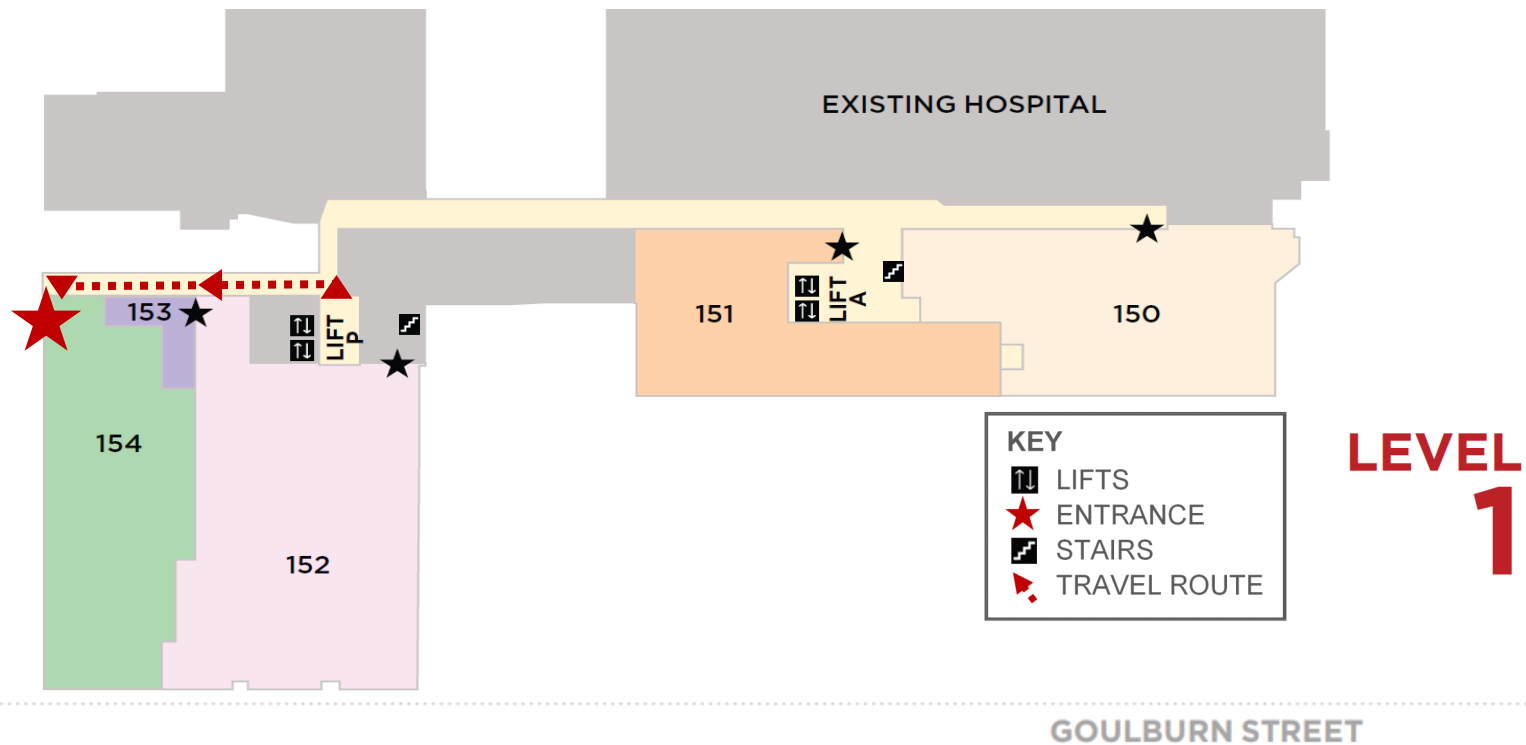 EXISTING HOSPITAL
153
LIFT
P
151
LIFT
A
150
154
152
KEY
LIFTS
ENTRANCE
STAIRS
TRAVEL ROUTE
LEVEL
1
GOULBURN STREET